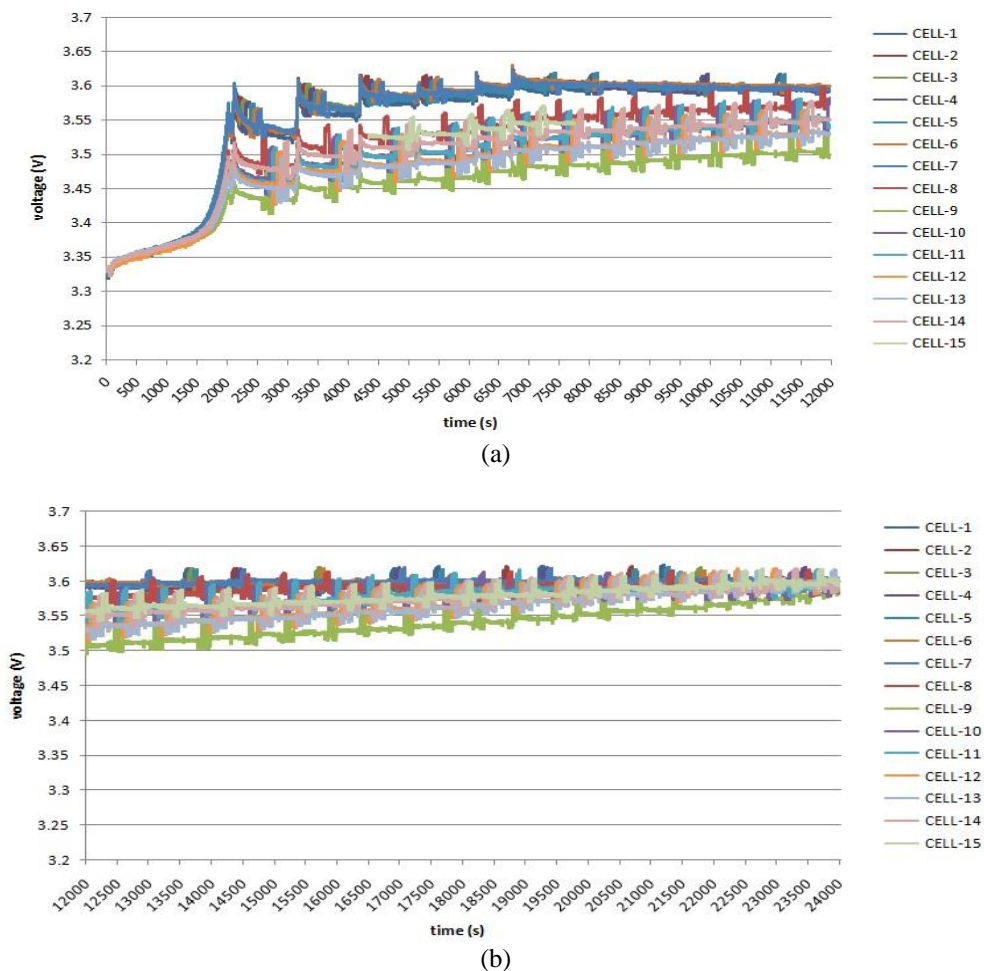 3.7
3.65
3.6
3.55
3.5
3.45
3.4
3.35
3.3
3.25
3.2
voltage (V)
0 500 1000 1500 2000 2500 3000 3500 4000 4500 5000 5500 6000 6500 7000 7500 8000 8500 9000 9500 10000 10500 11000 11500 12000
time (s)
CELL-1
CELL-2
CELL-3
CELL-4
CELL-5
CELL-6
CELL-7
CELL-8
CELL-9
CELL-10
CELL-11
CELL-12
CELL-13
CELL-14
CELL-15
(a)
3.7
3.65
3.6
3.55
3.5
3.45
3.4
3.35
3.3
3.25
3.2
voltage (V)
12000 12500 13000 13500 14000 14500 15000 15500 16000 16500 17000 17500 18000 18500 19000 19500 20000 20500 21000 21500 22000 22500 23000 23500 24000
time (s)
CELL-1
CELL-2
CELL-3
CELL-4
CELL-5
CELL-6
CELL-7
CELL-8
CELL-9
CELL-10
CELL-11
CELL-12
CELL-13
CELL-14
CELL-15
(b)